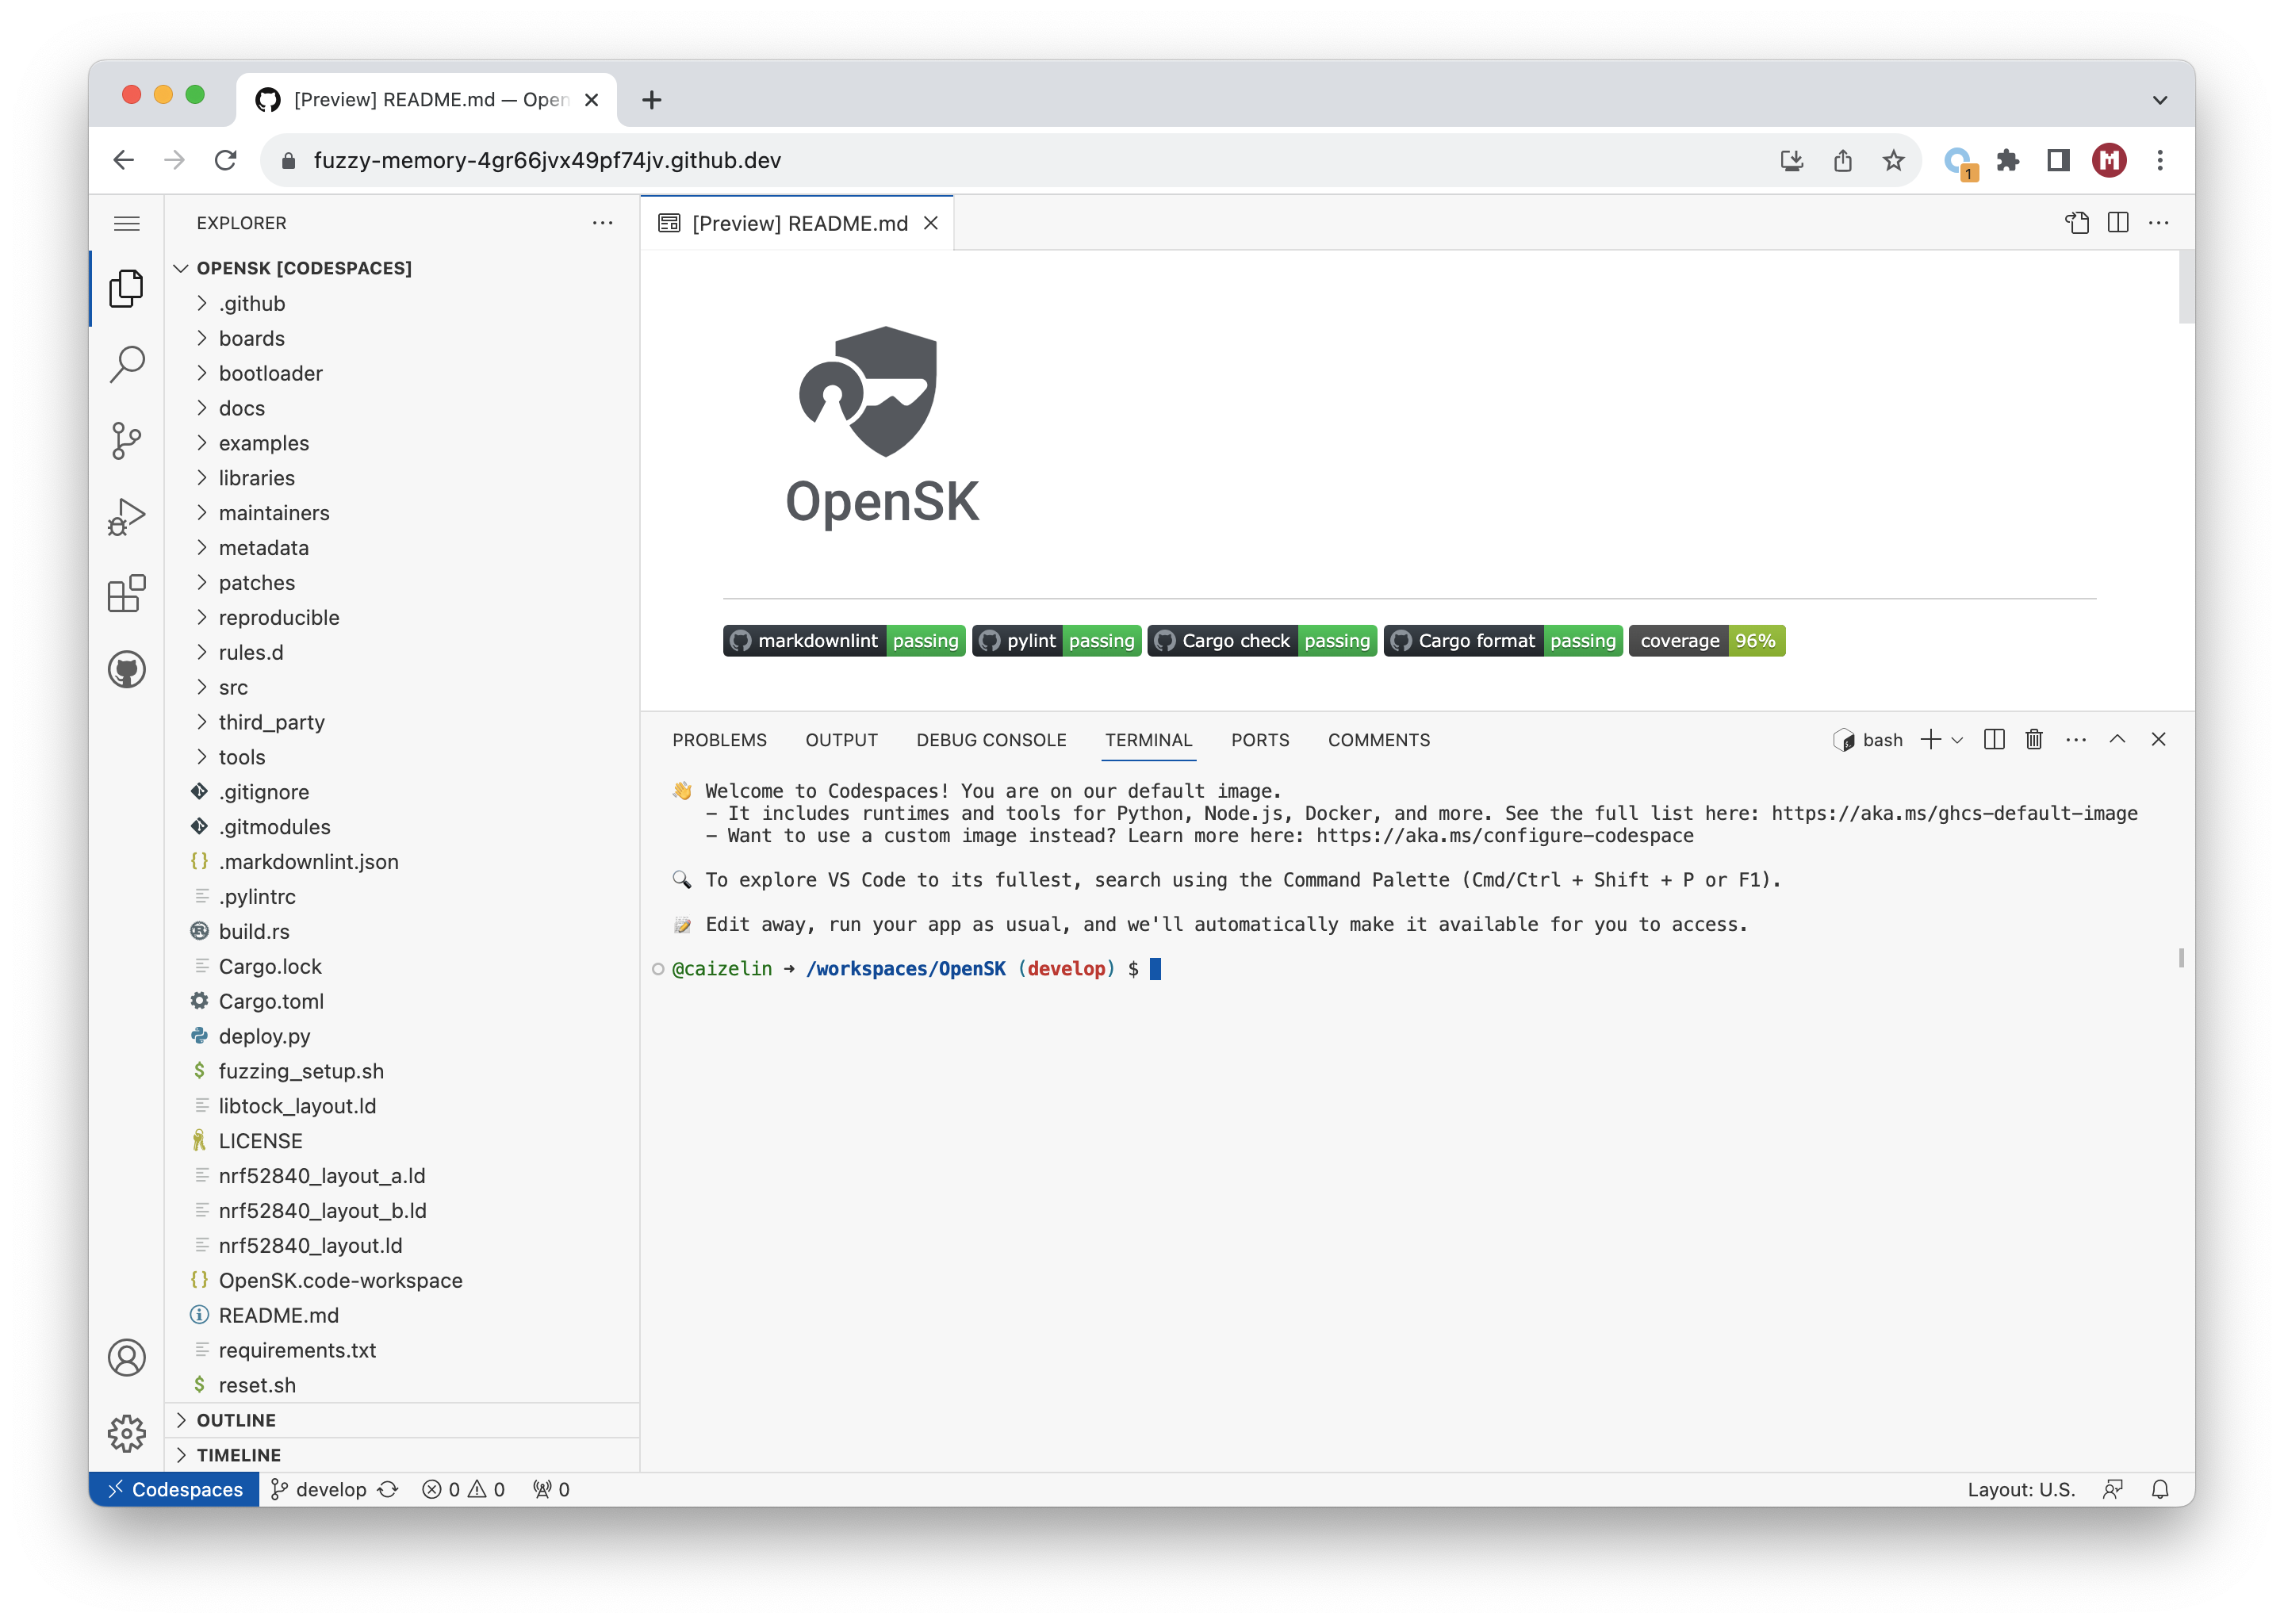 [Preview] README.md — Open
fuzzy-memory-4gr66jvx49pf74jv.github.dev
1
M
EXPLORER
[Preview] README.md
OPENSK [CODESPACES]
.github
boards
bootloader
docs
examples
libraries
maintainers
metadata
patches
reproducible
rules.d
src
third_party
tools
.gitignore
.gitmodules
.markdownlint.json
.pylintrc
build.rs
Cargo.lock
Cargo.toml
deploy.py
fuzzing_setup.sh
libtock_layout.ld
LICENSE
nrf52840_layout_a.ld
nrf52840_layout_b.ld
nrf52840_layout.ld
OpenSK.code-workspace
README.md
requirements.txt
reset.sh
OUTLINE
TIMELINE
OpenSK
markdownlint passing pylint passing Cargo check passing Cargo format passing coverage 96%
PROBLEMS OUTPUT DEBUG CONSOLE TERMINAL PORTS COMMENTS bash
👋 Welcome to Codespaces! You are on our default image.
- It includes runtimes and tools for Python, Node.js, Docker, and more. See the full list here: https://aka.ms/ghcs-default-image
- Want to use a custom image instead? Learn more here: https://aka.ms/configure-codespace
🔍 To explore VS Code to its fullest, search using the Command Palette (Cmd/Ctrl + Shift + P or F1).
📝 Edit away, run your app as usual, and we'll automatically make it available for you to access.
@caizelin → /workspaces/OpenSK (develop) $
Codespaces develop 0 0 0 Layout: U.S.